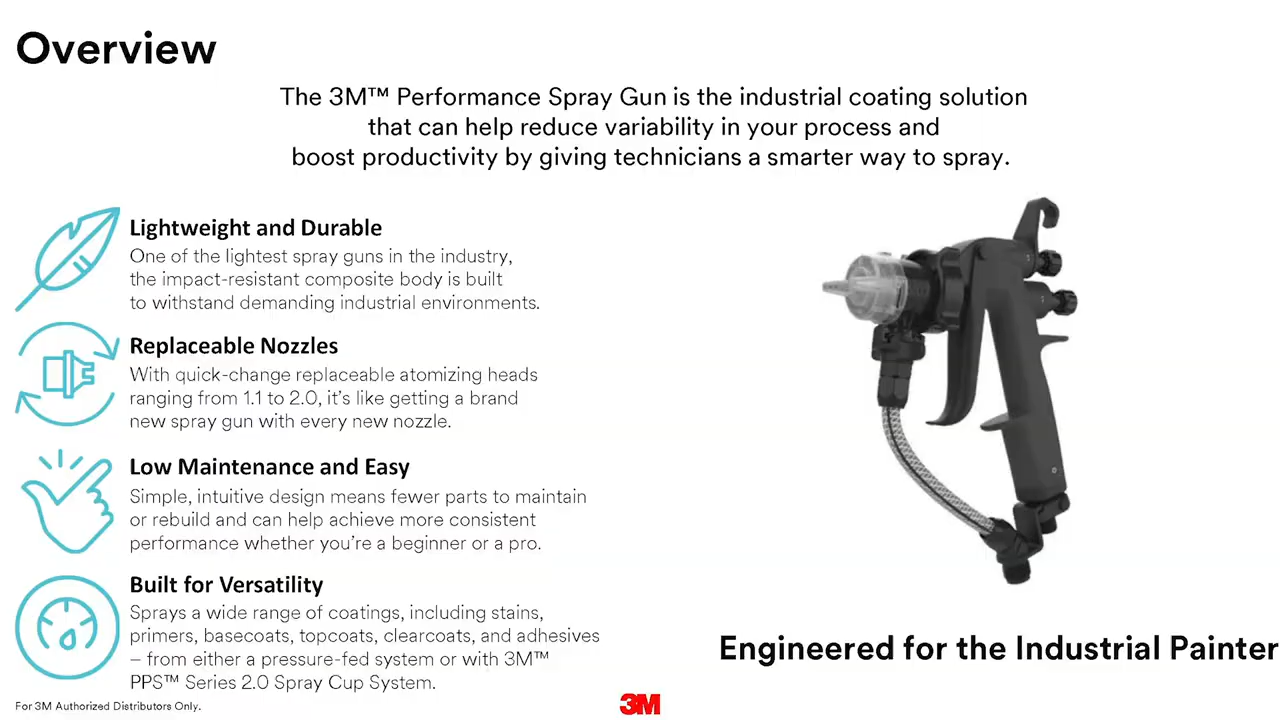 Overview
The 3M™ Performance Spray Gun is the industrial coating solution
that can help reduce variability in your process and
boost productivity by giving technicians a smarter way to spray.
Lightweight and Durable
One of the lightest spray guns in the industry,
the impact-resistant composite body is built
to withstand demanding industrial environments.
Replaceable Nozzles
With quick-change replaceable atomizing heads
ranging from 1.1 to 2.0, it's like getting a brand
new spray gun with every new nozzle.
Low Maintenance and Easy
Simple, intuitive design means fewer parts to maintain
or rebuild and can help achieve more consistent
performance whether you're a beginner or a pro.
Built for Versatility
Sprays a wide range of coatings, including stains,
primers, basecoats, topcoats, clearcoats, and adhesives
– from either a pressure-fed system or with 3M™
PPS™ Series 2.0 Spray Cup System.
Engineered for the Industrial Painter
For 3M Authorized Distributors Only.
3M